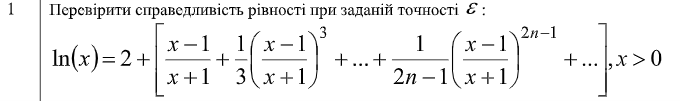 1 Перевірити справедливість рівності при заданій точності ε :
ln(x) = 2 + [ (x−1)/(x+1) + 1/3 ((x−1)/(x+1))^3 + ... + 1/(2n−1) ((x−1)/(x+1))^(2n−1) + ... ], x > 0